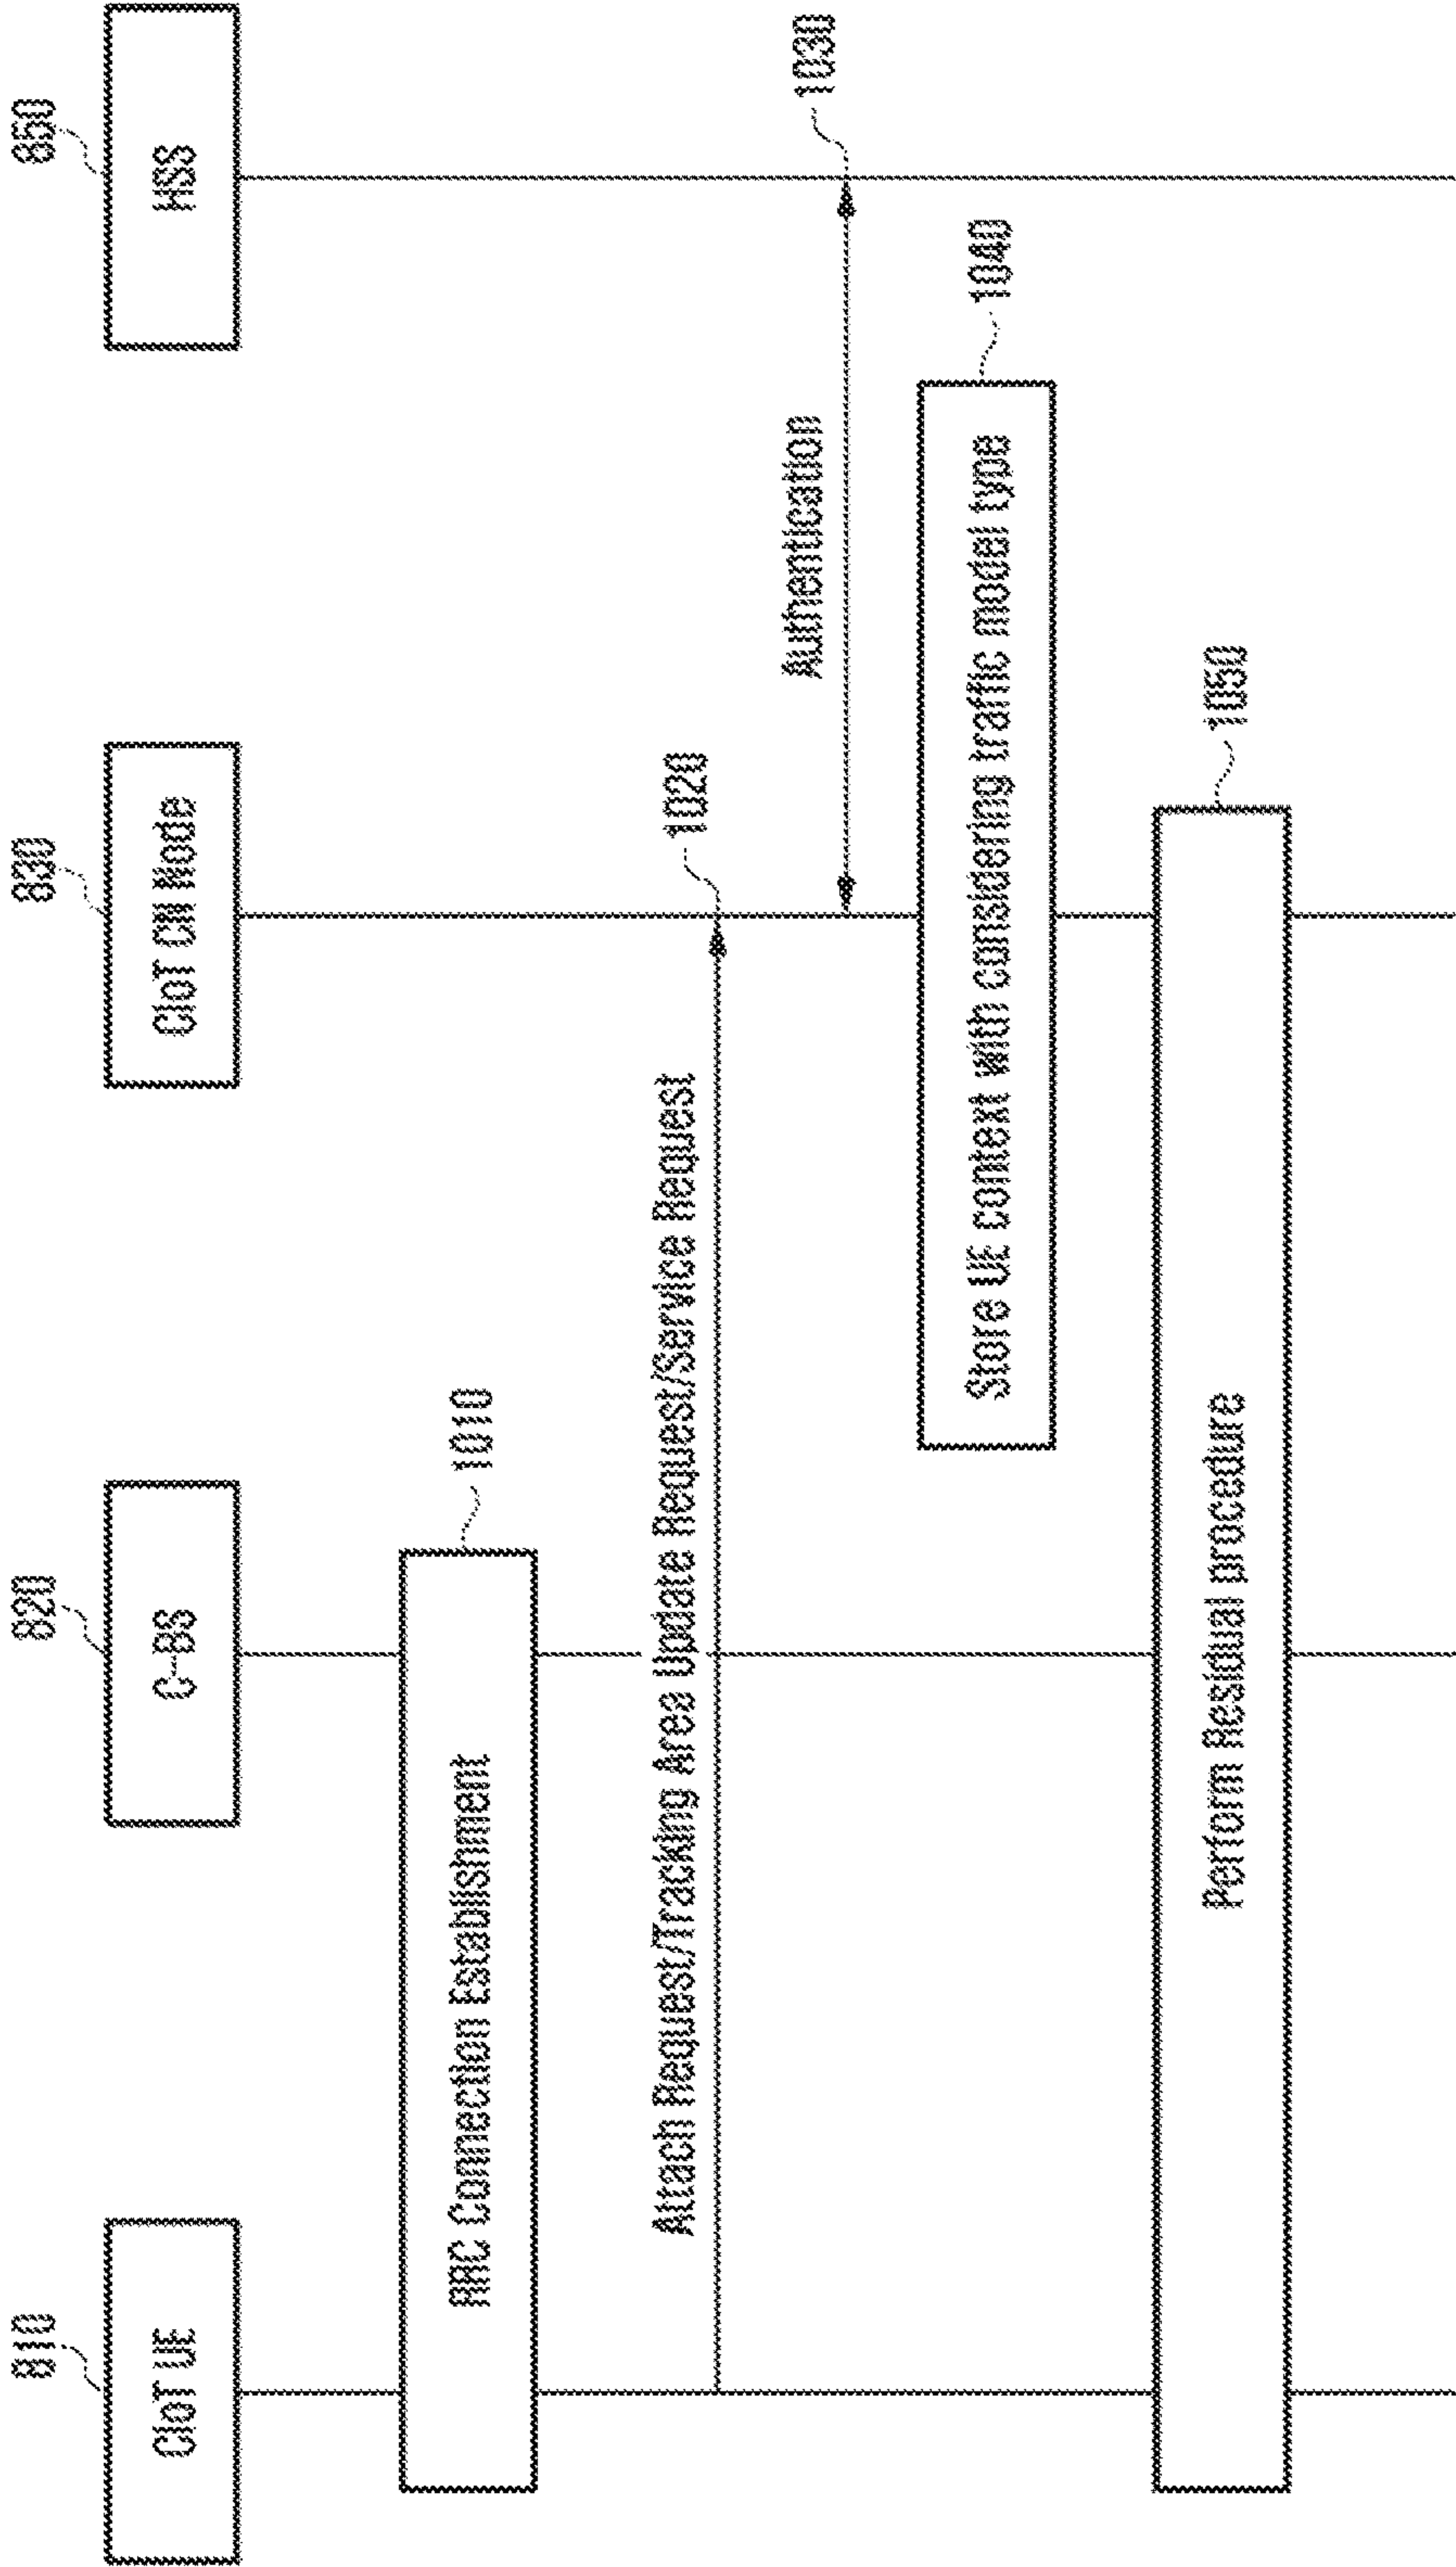 810
820
830
850
CIoT UE
C-BS
CIoT CN Node
HSS
RRC Connection Establishment
1010
Attach Request/Tracking Area Update Request/Service Request
1020
Authentication
1030
Store UE context with considering traffic model type
1040
Perform Residual procedure
1050